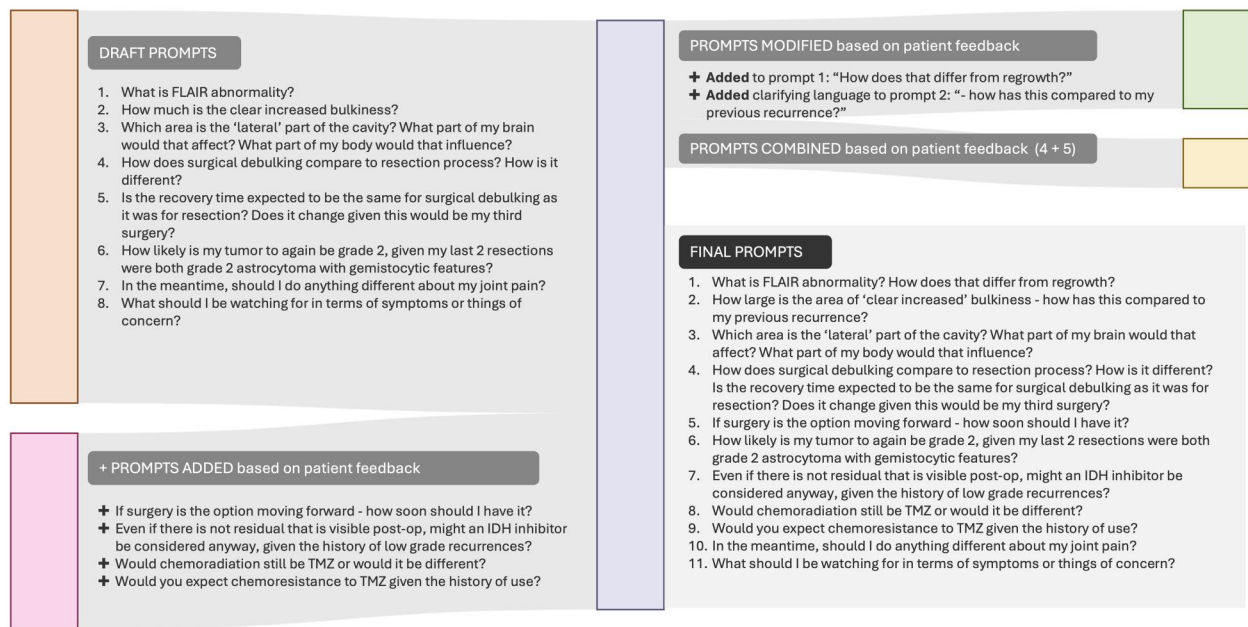 DRAFT PROMPTS
1. What is FLAIR abnormality?
2. How much is the clear increased bulkiness?
3. Which area is the ‘lateral’ part of the cavity? What part of my brain
would that affect? What part of my body would that influence?
4. How does surgical debulking compare to resection process? How is it
different?
5. Is the recovery time expected to be the same for surgical debulking as
it was for resection? Does it change given this would be my third
surgery?
6. How likely is my tumor to again be grade 2, given my last 2 resections
were both grade 2 astrocytoma with gemistocytic features?
7. In the meantime, should I do anything different about my joint pain?
8. What should I be watching for in terms of symptoms or things of
concern?
+ PROMPTS ADDED based on patient feedback
+ If surgery is the option moving forward - how soon should I have it?
+ Even if there is not residual that is visible post-op, might an IDH inhibitor
be considered anyway, given the history of low grade recurrences?
+ Would chemoradiation still be TMZ or would it be different?
+ Would you expect chemoresistance to TMZ given the history of use?
PROMPTS MODIFIED based on patient feedback
+ Added to prompt 1: “How does that differ from regrowth?”
+ Added clarifying language to prompt 2: “- how has this compared to my
previous recurrence?”
PROMPTS COMBINED based on patient feedback (4 + 5)
FINAL PROMPTS
1. What is FLAIR abnormality? How does that differ from regrowth?
2. How large is the area of ‘clear increased’ bulkiness - how has this compared to
my previous recurrence?
3. Which area is the ‘lateral’ part of the cavity? What part of my brain would that
affect? What part of my body would that influence?
4. How does surgical debulking compare to resection process? How is it different?
Is the recovery time expected to be the same for surgical debulking as it was for
resection? Does it change given this would be my third surgery?
5. If surgery is the option moving forward - how soon should I have it?
6. How likely is my tumor to again be grade 2, given my last 2 resections were both
grade 2 astrocytoma with gemistocytic features?
7. Even if there is not residual that is visible post-op, might an IDH inhibitor be
considered anyway, given the history of low grade recurrences?
8. Would chemoradiation still be TMZ or would it be different?
9. Would you expect chemoresistance to TMZ given the history of use?
10. In the meantime, should I do anything different about my joint pain?
11. What should I be watching for in terms of symptoms or things of concern?